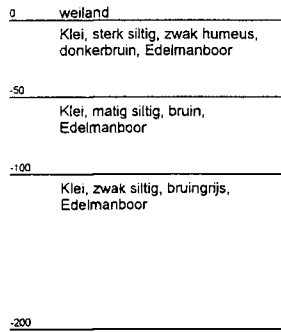 0 weiland
Klei, sterk siltig, zwak humeus,
donkerbruin, Edelmanboor
-50
Klei, matig siltig, bruin,
Edelmanboor
-100
Klei, zwak siltig, bruingrijs,
Edelmanboor
-200